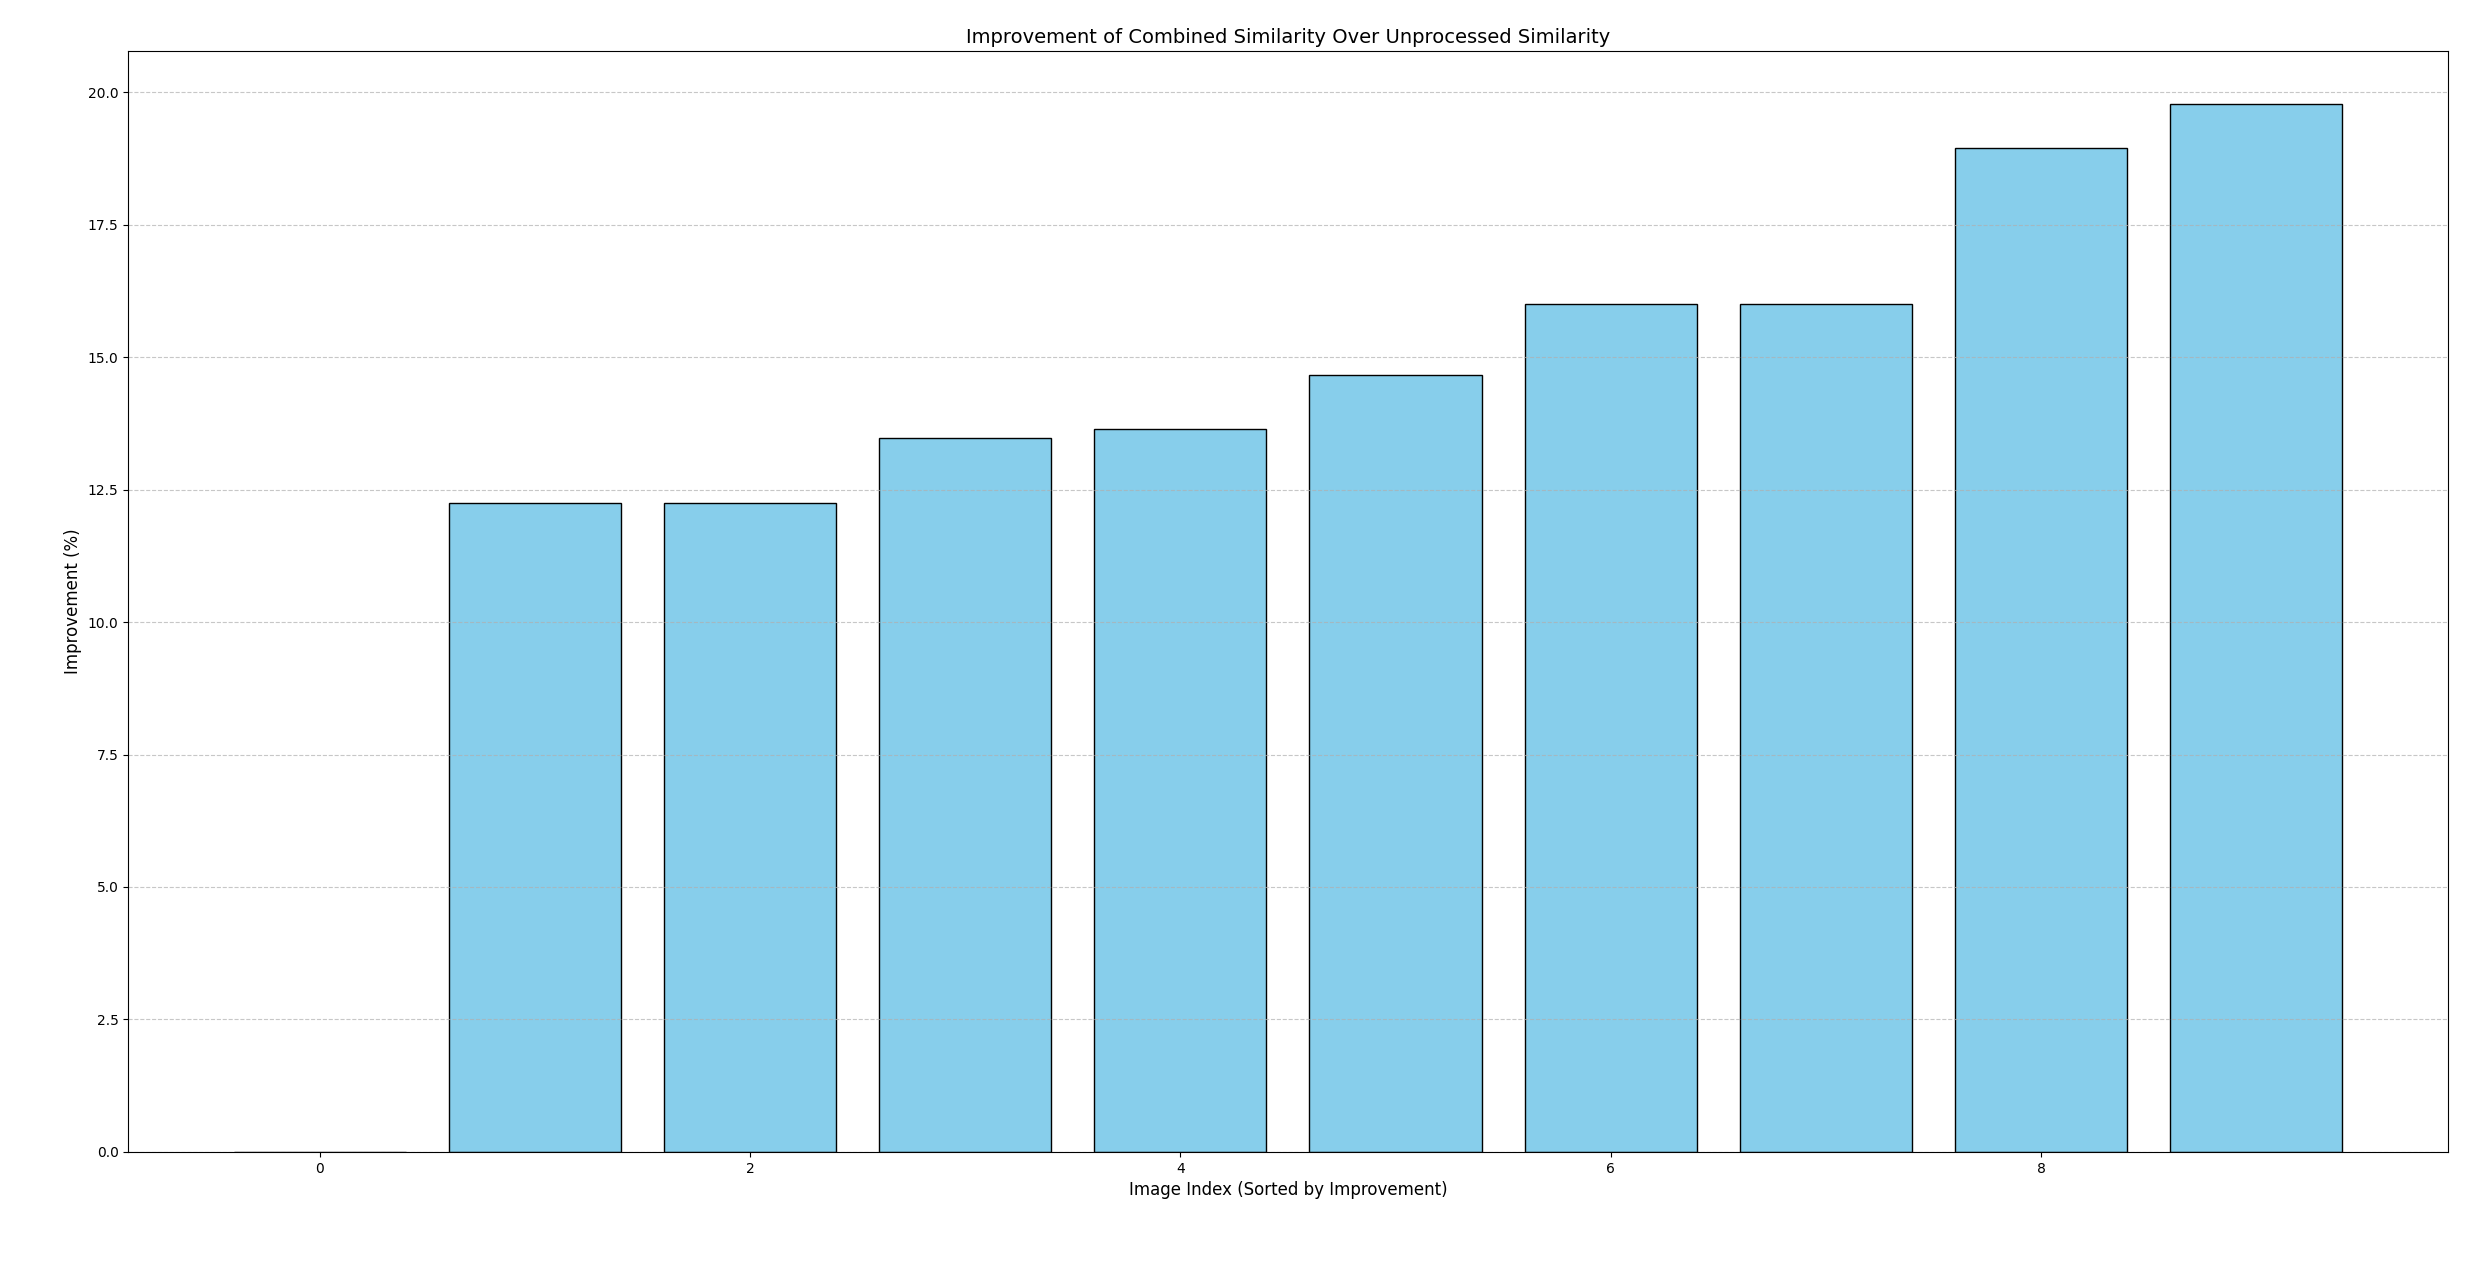 Improvement of Combined Similarity Over Unprocessed Similarity
20.0
17.5
15.0
12.5
10.0
7.5
5.0
2.5
0.0
Improvement (%)
0 2 4 6 8
Image Index (Sorted by Improvement)